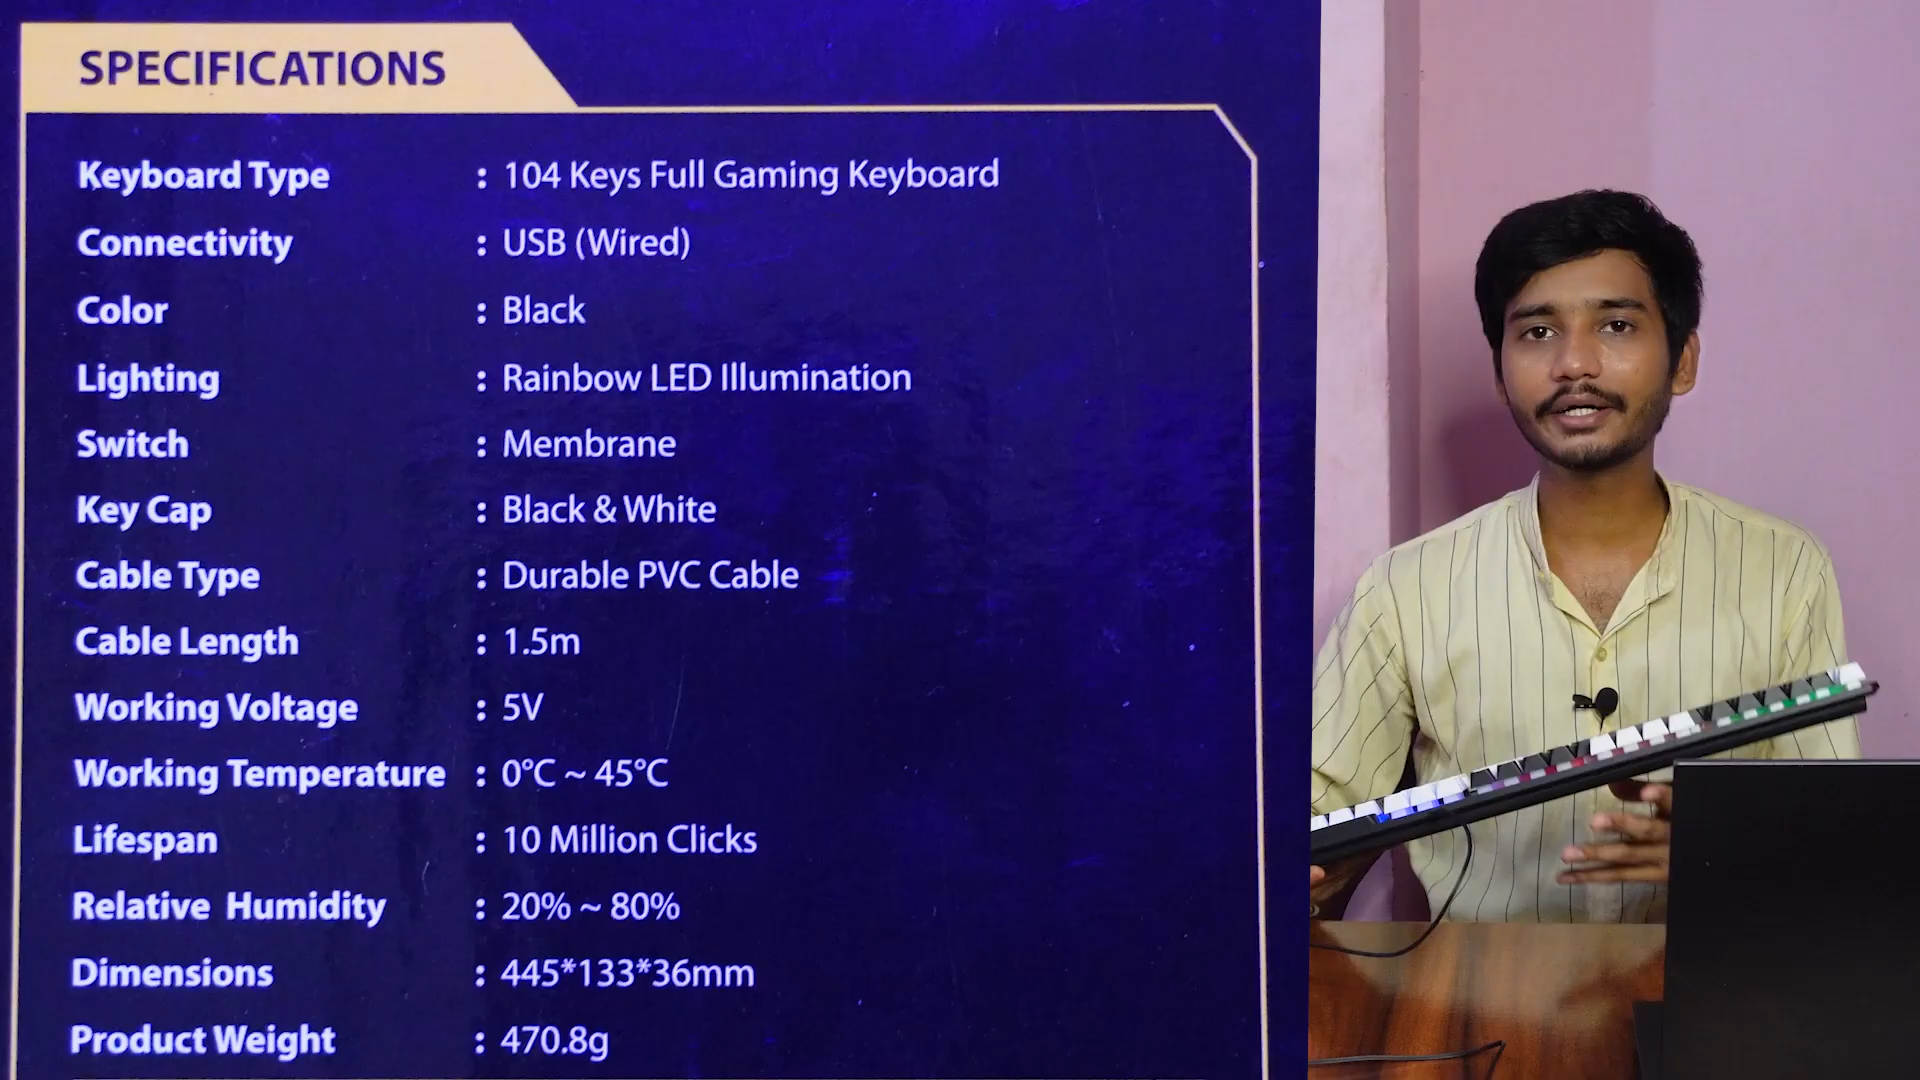 SPECIFICATIONS
Keyboard Type : 104 Keys Full Gaming Keyboard
Connectivity : USB (Wired)
Color : Black
Lighting : Rainbow LED Illumination
Switch : Membrane
Key Cap : Black & White
Cable Type : Durable PVC Cable
Cable Length : 1.5m
Working Voltage : 5V
Working Temperature : 0°C ~ 45°C
Lifespan : 10 Million Clicks
Relative Humidity : 20% ~ 80%
Dimensions : 445*133*36mm
Product Weight : 470.8g